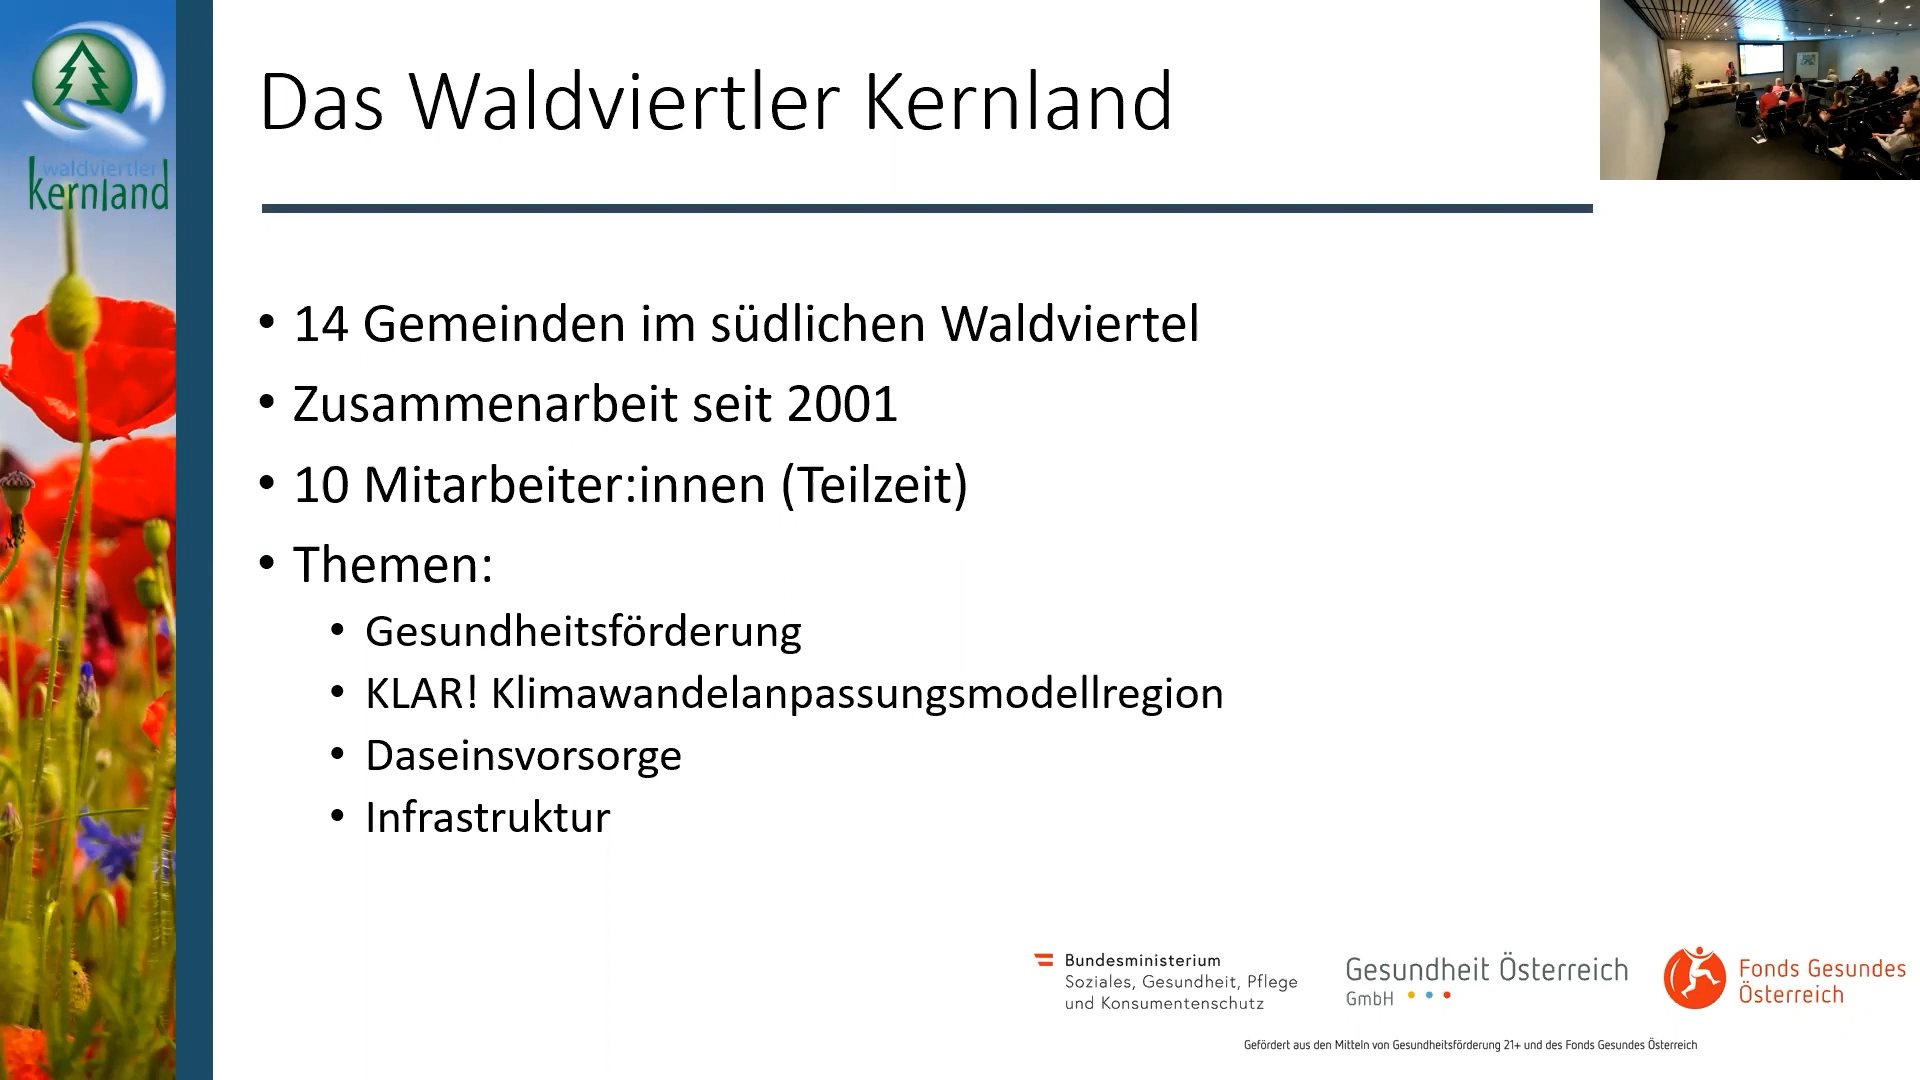 waldviertler
kernland
Das Waldviertler Kernland
• 14 Gemeinden im südlichen Waldviertel
• Zusammenarbeit seit 2001
• 10 Mitarbeiter:innen (Teilzeit)
• Themen:
• Gesundheitsförderung
• KLAR! Klimawandelanpassungsmodellregion
• Daseinsvorsorge
• Infrastruktur
Bundesministerium
Soziales, Gesundheit, Pflege
und Konsumentenschutz
Gesundheit Österreich
GmbH
Fonds Gesundes
Österreich
Gefördert aus den Mitteln von Gesundheitsförderung 21+ und des Fonds Gesundes Österreich